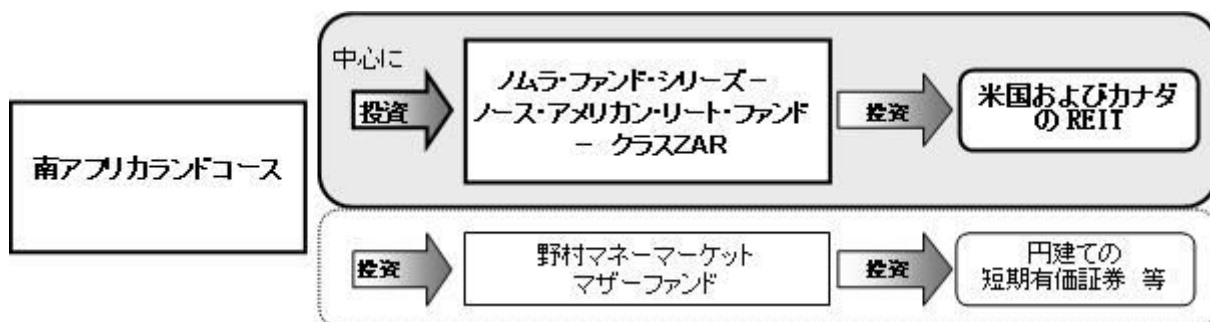 中心に
投資
ノムラ・ファンド・シリーズ－
ノース・アメリカン・リート・ファンド
－ クラスZAR
投資
米国およびカナダ
の REIT
南アフリカランドコース
投資
野村マネーマーケット
マザーファンド
投資
円建ての
短期有価証券 等